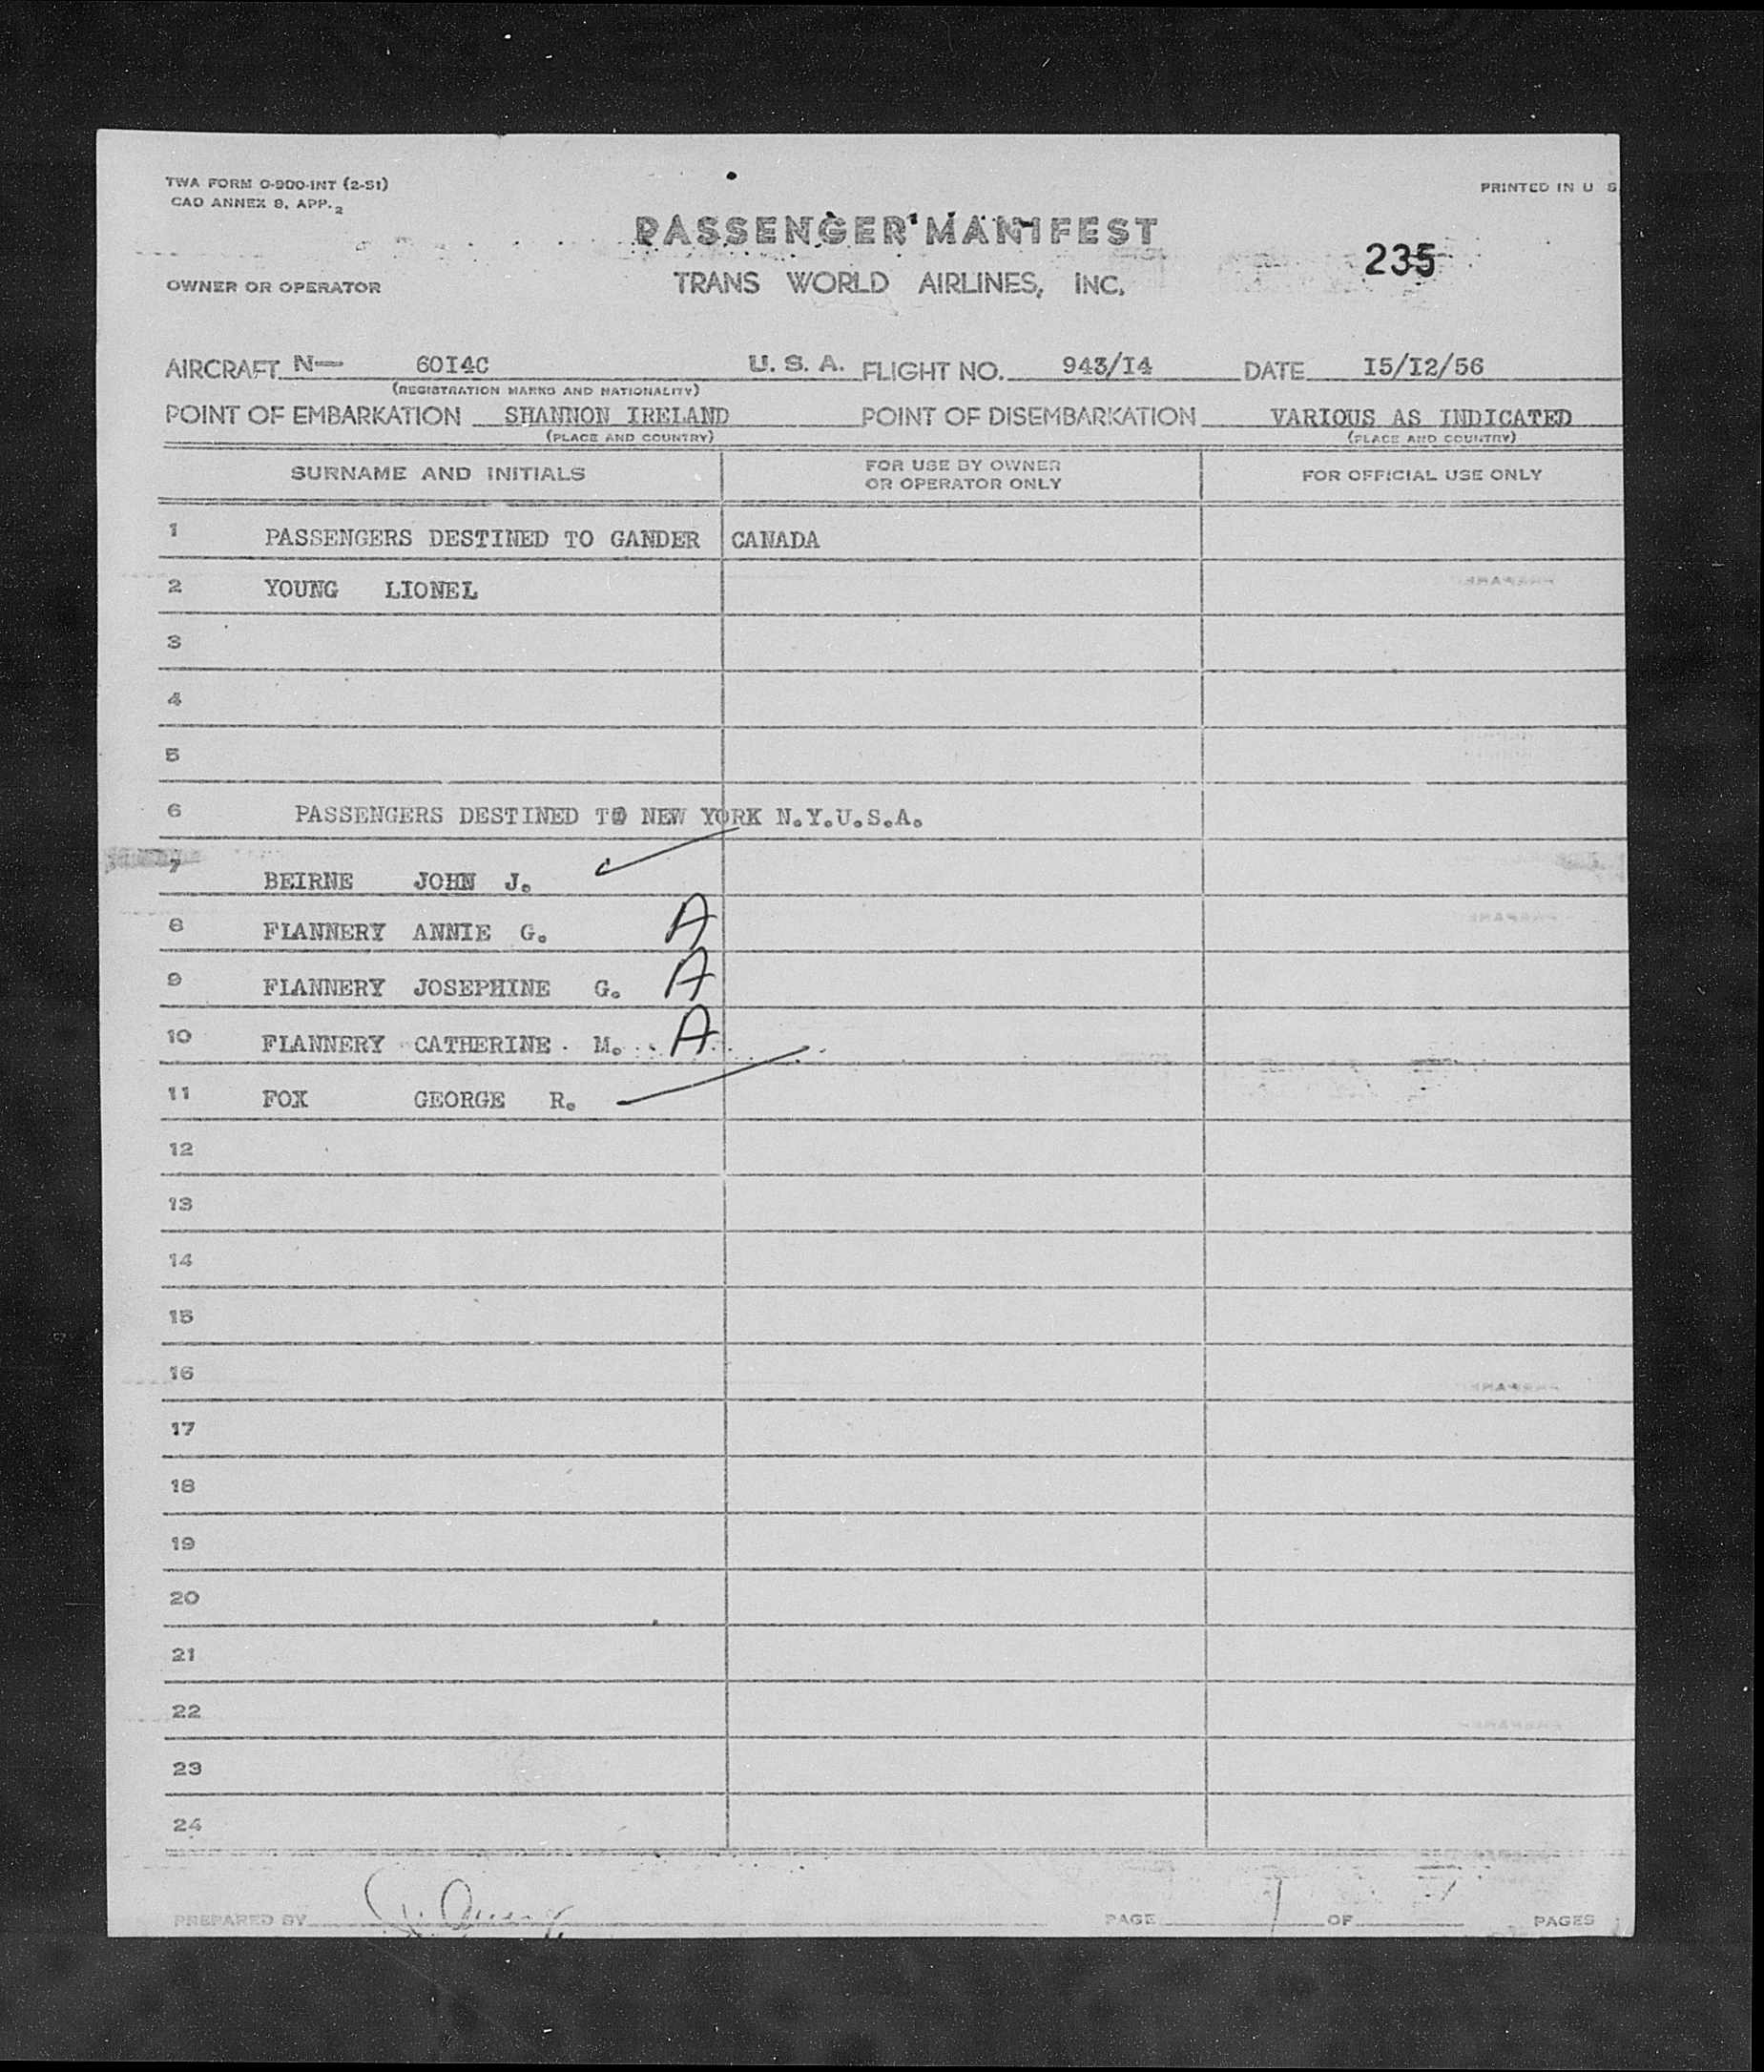 TWA FORM O-900-INT (2-51)
CAO ANNEX 9, APP. 2
PRINTED IN U S
PASSENGER MANIFEST
235
OWNER OR OPERATOR
TRANS WORLD AIRLINES, INC.
AIRCRAFT N— 60I4C U. S. A. FLIGHT NO. 943/I4 DATE I5/I2/56
(REGISTRATION MARKS AND NATIONALITY)
POINT OF EMBARKATION SHANNON IRELAND POINT OF DISEMBARKATION VARIOUS AS INDICATED
(PLACE AND COUNTRY) (PLACE AND COUNTRY)
SURNAME AND INITIALS FOR USE BY OWNER OR OPERATOR ONLY FOR OFFICIAL USE ONLY
1 PASSENGERS DESTINED TO GANDER CANADA
2 YOUNG LIONEL
3
4
5
6 PASSENGERS DESTINED TO NEW YORK N.Y.U.S.A.
7 BEIRNE JOHN J.
8 FLANNERY ANNIE G. A
9 FLANNERY JOSEPHINE G. A
10 FLANNERY CATHERINE M. A
11 FOX GEORGE R.
12
13
14
15
16
17
18
19
20
21
22
23
24
PREPARED BY PAGE 1 OF PAGES